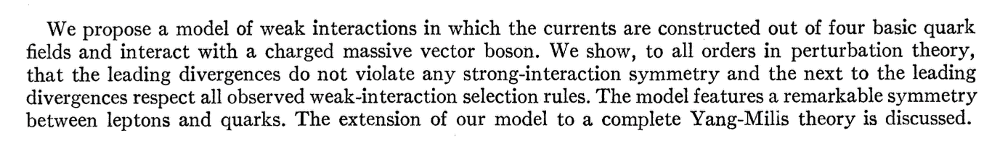 We propose a model of weak interactions in which the currents are constructed out of four basic quark
fields and interact with a charged massive vector boson. We show, to all orders in perturbation theory,
that the leading divergences do not violate any strong-interaction symmetry and the next to the leading
divergences respect all observed weak-interaction selection rules. The model features a remarkable symmetry
between leptons and quarks. The extension of our model to a complete Yang-Milis theory is discussed.